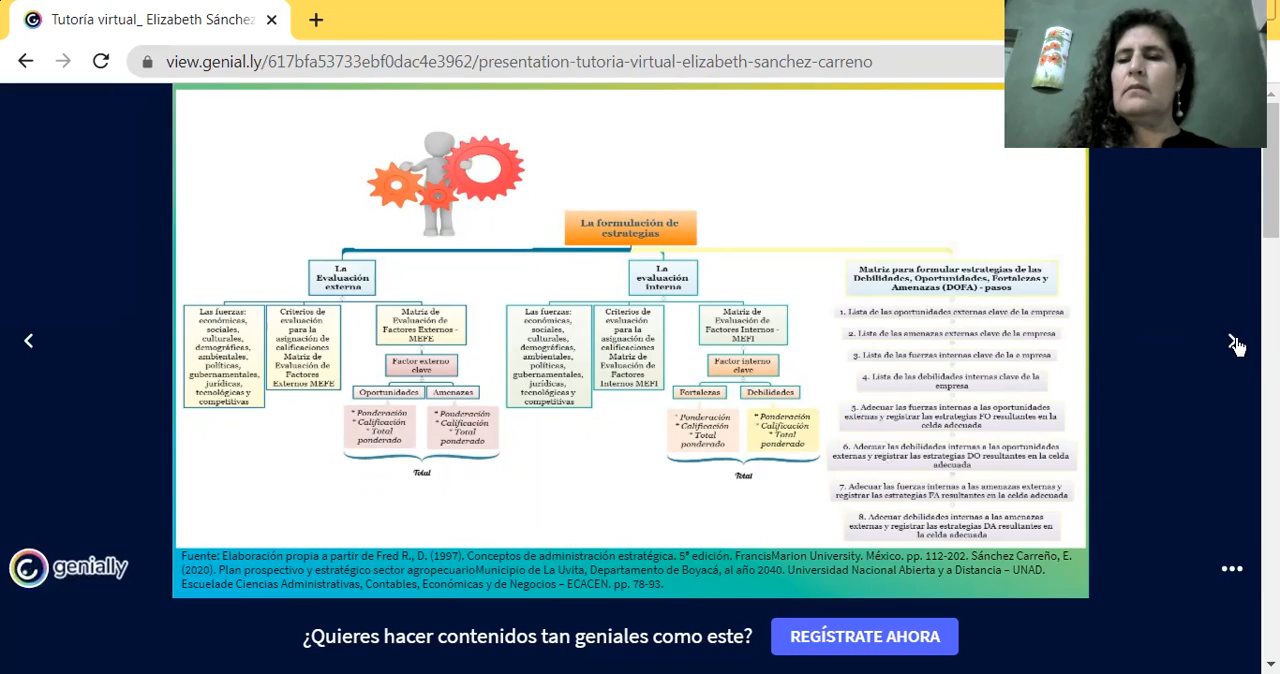 Tutoría virtual_ Elizabeth Sánchez
view.genial.ly/617bfa53733ebf0dac4e3962/presentation-tutoria-virtual-elizabeth-sanchez-carreno
La formulación de
estrategias
La
Evaluación
externa
La
evaluación
interna
Matriz para formular estrategias de las
Debilidades, Oportunidades, Fortalezas y
Amenazas (DOFA) - pasos
Las fuerzas:
económicas,
sociales,
culturales,
demográficas,
ambientales,
políticas,
gubernamentales,
jurídicas,
tecnológicas y
competitivas
Criterios de
evaluación
para la
asignación de
calificaciones
Matriz de
Evaluación de
Factores
Externos MEFE
Matriz de
Evaluación de
Factores Externos -
MEFE
Factor externo
clave
Oportunidades
Amenazas
* Ponderación
* Calificación
* Total
ponderado
* Ponderación
* Calificación
* Total
ponderado
Total
Las fuerzas:
económicas,
sociales,
culturales,
demográficas,
ambientales,
políticas,
gubernamentales,
jurídicas,
tecnológicas y
competitivas
Criterios de
evaluación
para la
asignación de
calificaciones
Matriz de
Evaluación de
Factores
Internos MEFI
Matriz de
Evaluación de
Factores Internos -
MEFI
Factor interno
clave
Fortalezas
Debilidades
* Ponderación
* Calificación
* Total
ponderado
* Ponderación
* Calificación
* Total
ponderado
Total
1. Lista de las oportunidades externas clave de la empresa
2. Lista de las amenazas externas clave de la empresa
3. Lista de las fuerzas internas clave de la e mpresa
4. Lista de las debilidades internas clave de la
empresa
5. Adecuar las fuerzas internas a las oportunidades
externas y registrar las estrategias FO resultantes en la
celda adecuada
6. Adecuar las debilidades internas a las oportunidades
externas y registrar las estrategias DO resultantes en la celda
adecuada
7. Adecuar las fuerzas internas a las amenazas externas y
registrar las estrategias FA resultantes en la celda adecuada
8. Adecuar debilidades internas a las amenazas
externas y registrar las estrategias DA resultantes en
la celda adecuada
Fuente: Elaboración propia a partir de Fred R., D. (1997). Conceptos de administración estratégica. 5ª edición. FrancisMarion University. México. pp. 112-202. Sánchez Carreño, E.
(2020). Plan prospectivo y estratégico sector agropecuarioMunicipio de La Uvita, Departamento de Boyacá, al año 2040. Universidad Nacional Abierta y a Distancia – UNAD.
Escuelade Ciencias Administrativas, Contables, Económicas y de Negocios – ECACEN. pp. 78-93.
genially
¿Quieres hacer contenidos tan geniales como este?
REGÍSTRATE AHORA